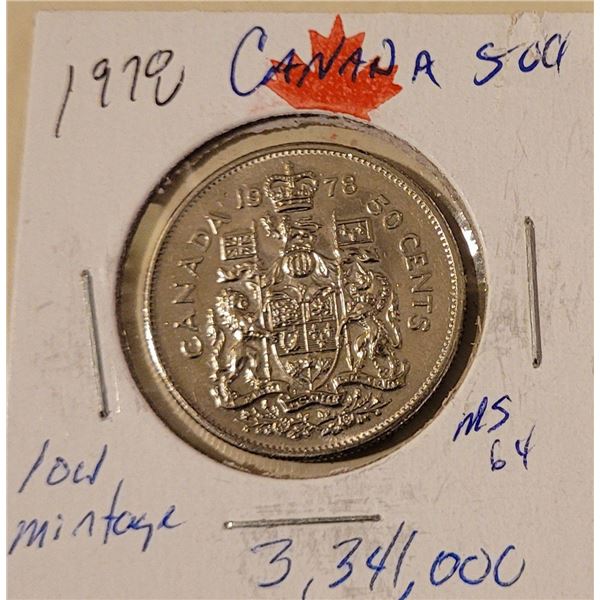 1978 CANADA 50¢
1978
CANADA
50 CENTS
low
mintage
MS
64
3,341,000